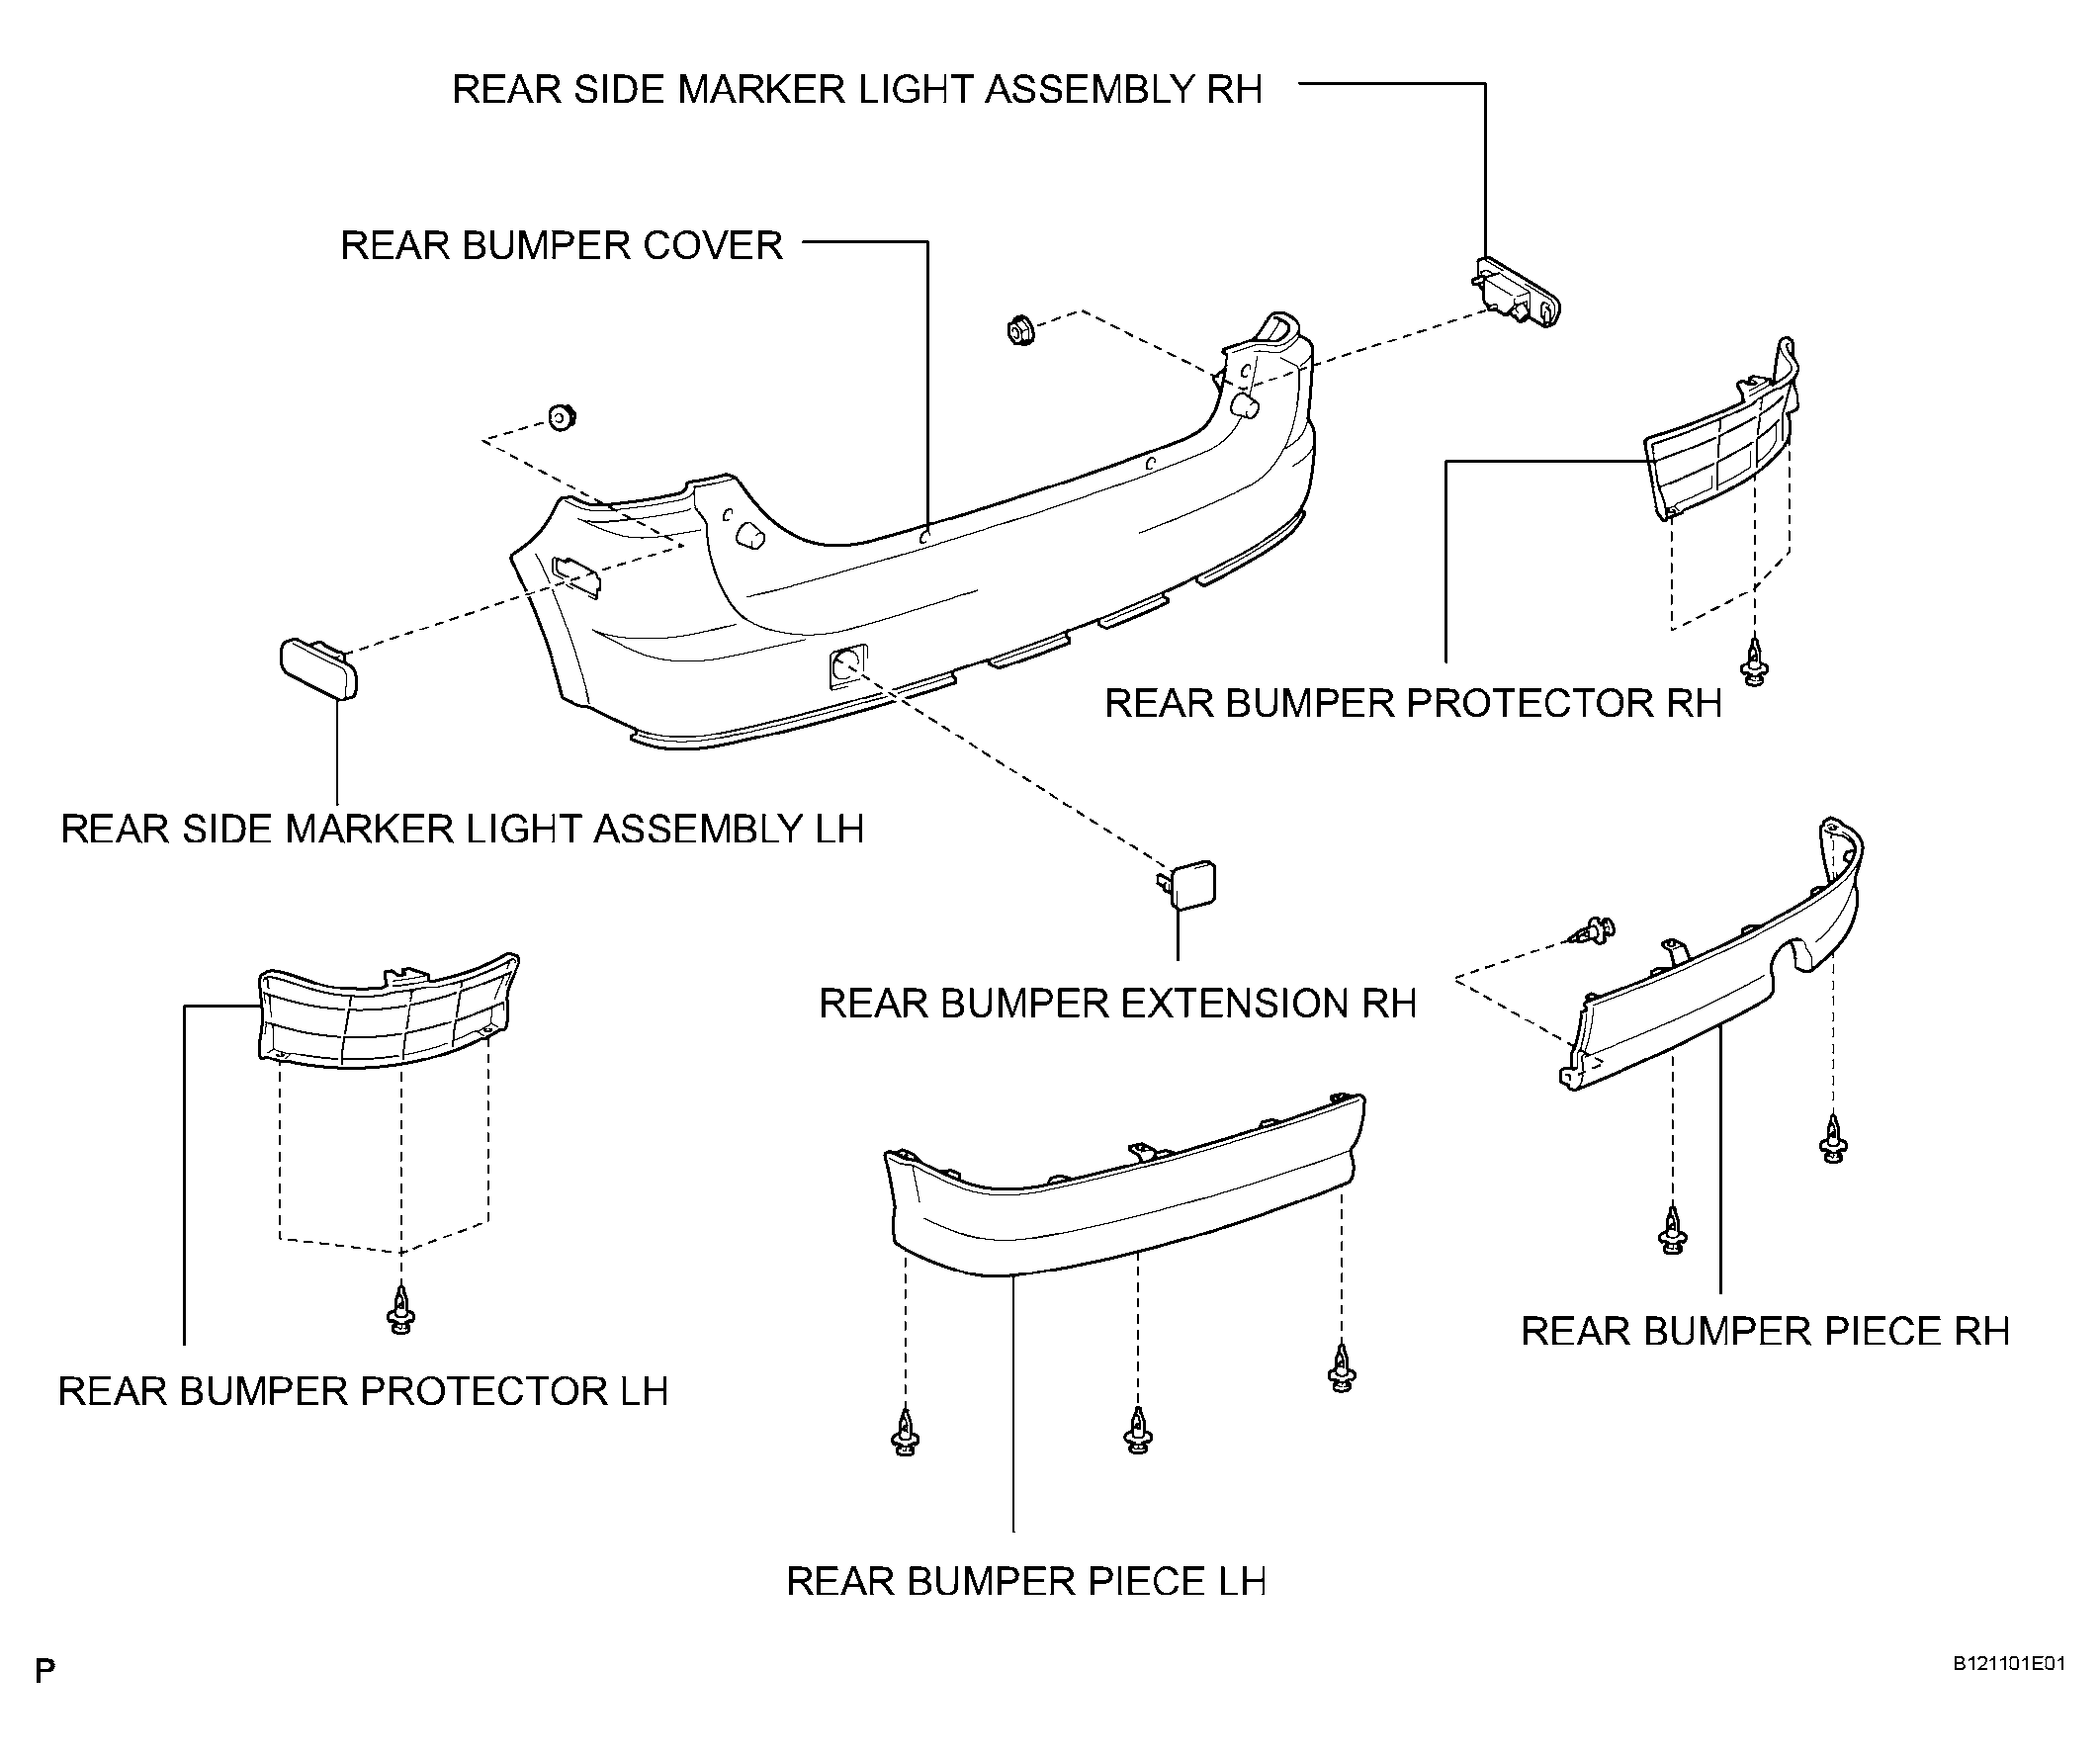 REAR SIDE MARKER LIGHT ASSEMBLY RH
REAR BUMPER COVER
REAR BUMPER PROTECTOR RH
REAR SIDE MARKER LIGHT ASSEMBLY LH
REAR BUMPER EXTENSION RH
REAR BUMPER PIECE RH
REAR BUMPER PROTECTOR LH
REAR BUMPER PIECE LH
P
B121101E01